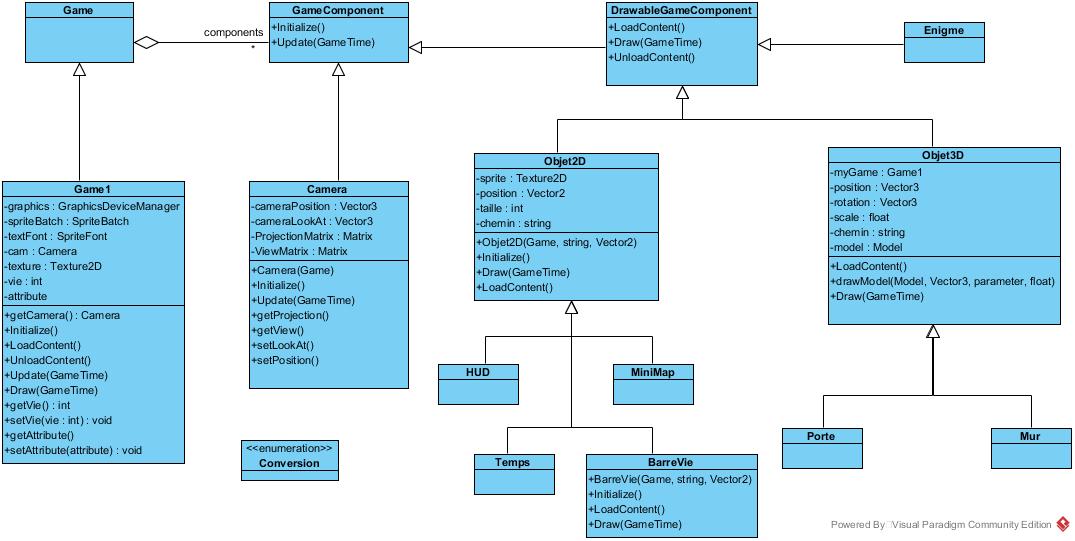 Game
components
*
GameComponent
+Initialize()
+Update(GameTime)
DrawableGameComponent
+LoadContent()
+Draw(GameTime)
+UnloadContent()
Enigme
Game1
-graphics : GraphicsDeviceManager
-spriteBatch : SpriteBatch
-textFont : SpriteFont
-cam : Camera
-texture : Texture2D
-vie : int
-attribute
+getCamera() : Camera
+Initialize()
+LoadContent()
+UnloadContent()
+Update(GameTime)
+Draw(GameTime)
+getVie() : int
+setVie(vie : int) : void
+getAttribute()
+setAttribute(attribute) : void
Camera
-cameraPosition : Vector3
-cameraLookAt : Vector3
-ProjectionMatrix : Matrix
-ViewMatrix : Matrix
+Camera(Game)
+Initialize()
+Update(GameTime)
+getProjection()
+getView()
+setLookAt()
+setPosition()
Objet2D
-sprite : Texture2D
-position : Vector2
-taille : int
-chemin : string
+Objet2D(Game, string, Vector2)
+Initialize()
+Draw(GameTime)
+LoadContent()
Objet3D
-myGame : Game1
-position : Vector3
-rotation : Vector3
-scale : float
-chemin : string
-model : Model
+LoadContent()
+drawModel(Model, Vector3, parameter, float)
+Draw(GameTime)
HUD
MiniMap
<<enumeration>>
Conversion
Temps
BarreVie
+BarreVie(Game, string, Vector2)
+Initialize()
+LoadContent()
+Draw(GameTime)
Porte
Mur
Powered By Visual Paradigm Community Edition